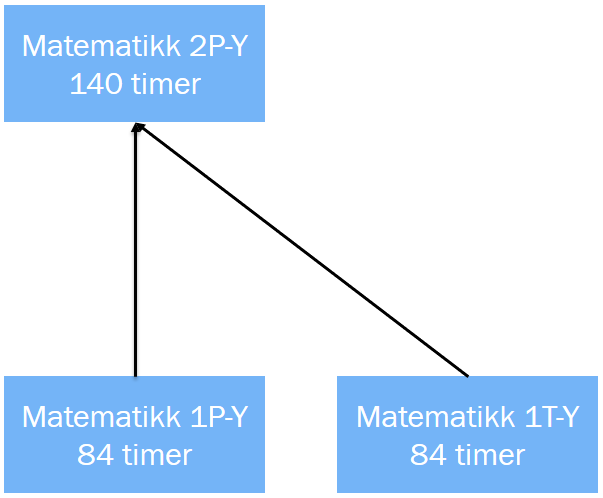 Matematikk 2P-Y
140 timer
Matematikk 1P-Y
84 timer
Matematikk 1T-Y
84 timer